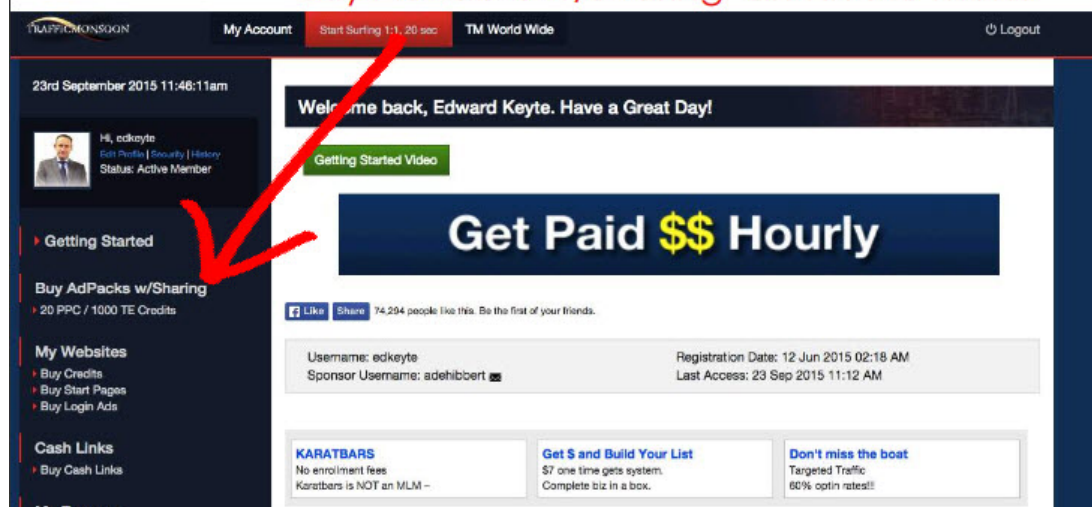 TRAFFICMONSOON
My Account
Start Surfing 1:1, 20 sec
TM World Wide
Logout
23rd September 2015 11:46:11am
Hi, edkeyte
Edit Profile | Security | History
Status: Active Member
Getting Started
Buy AdPacks w/Sharing
20 PPC / 1000 TE Credits
My Websites
Buy Credits
Buy Start Pages
Buy Login Ads
Cash Links
Buy Cash Links
Welcome back, Edward Keyte. Have a Great Day!
Getting Started Video
Get Paid $$ Hourly
Like Share 74,294 people like this. Be the first of your friends.
Username: edkeyte
Sponsor Username: adehibbert
Registration Date: 12 Jun 2015 02:18 AM
Last Access: 23 Sep 2015 11:12 AM
KARATBARS
No enrollment fees
Karatbars is NOT an MLM –
Get $ and Build Your List
$7 one time gets system.
Complete biz in a box.
Don't miss the boat
Targeted Traffic
60% optin rates!!!